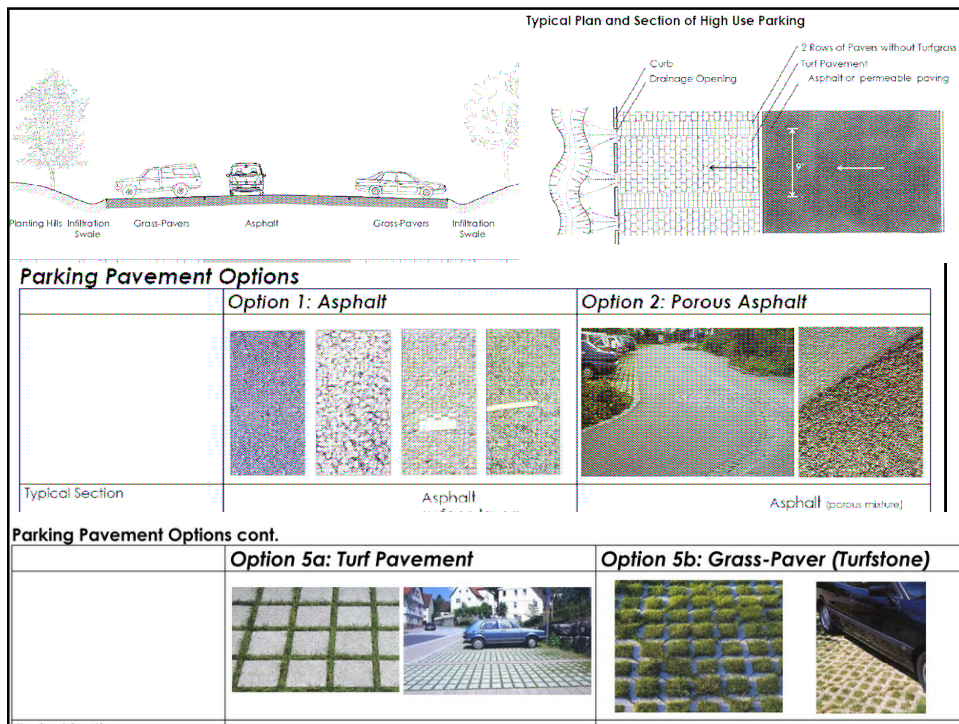 Typical Plan and Section of High Use Parking
2 Rows of Pavers without Turfgrass
Curb
Turf Pavement
Drainage Opening
Asphalt or permeable paving
9'
Planting Hills
Infiltration
Swale
Grass-Pavers
Asphalt
Grass-Pavers
Infiltration
Swale
Parking Pavement Options
Option 1: Asphalt
Option 2: Porous Asphalt
Typical Section
Asphalt
Asphalt (porous mixture)
Parking Pavement Options cont.
Option 5a: Turf Pavement
Option 5b: Grass-Paver (Turfstone)